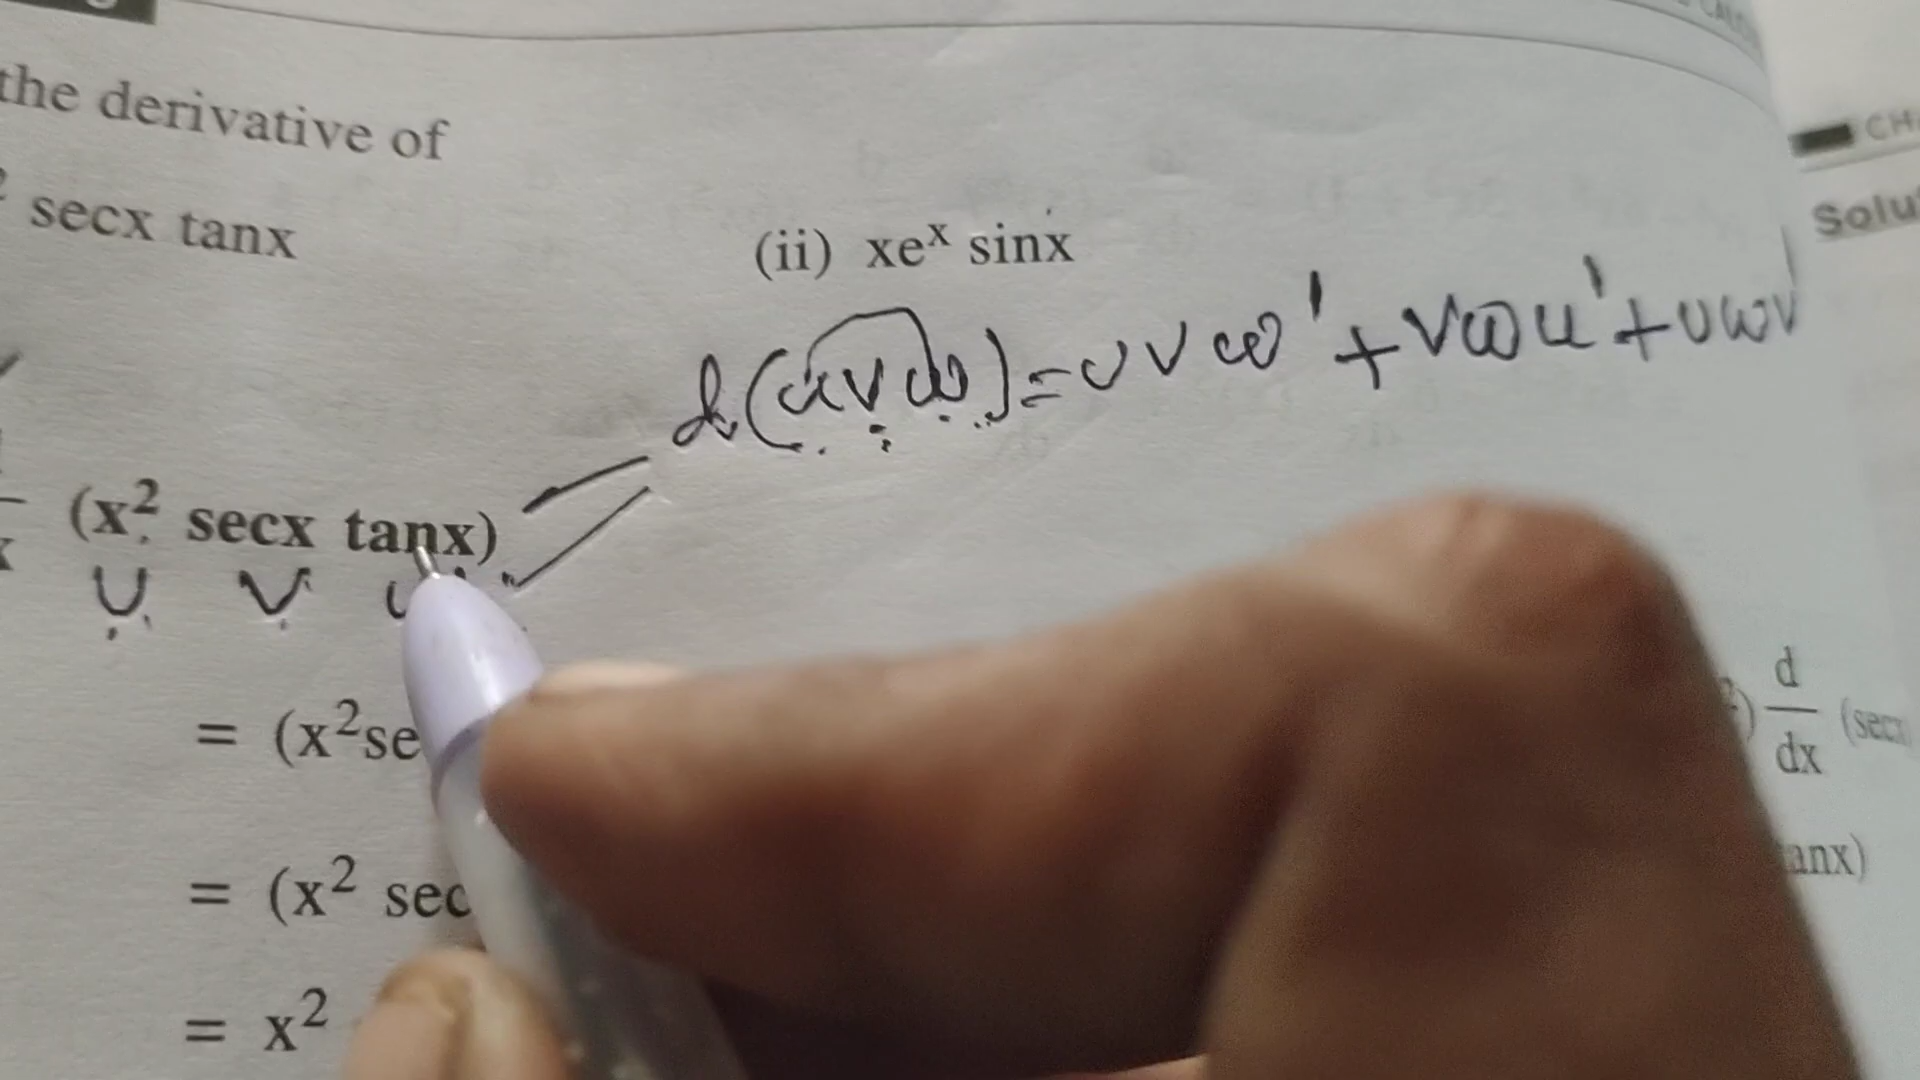 the derivative of
² secx tanx
(ii) xeˣ sinx
d(uvw) = uvw' + vwu' + uwv'
(x² secx tanx)
U V
= (x²se
d
dx
(secx
= (x² sec
anx)
= x²
CH
Solu